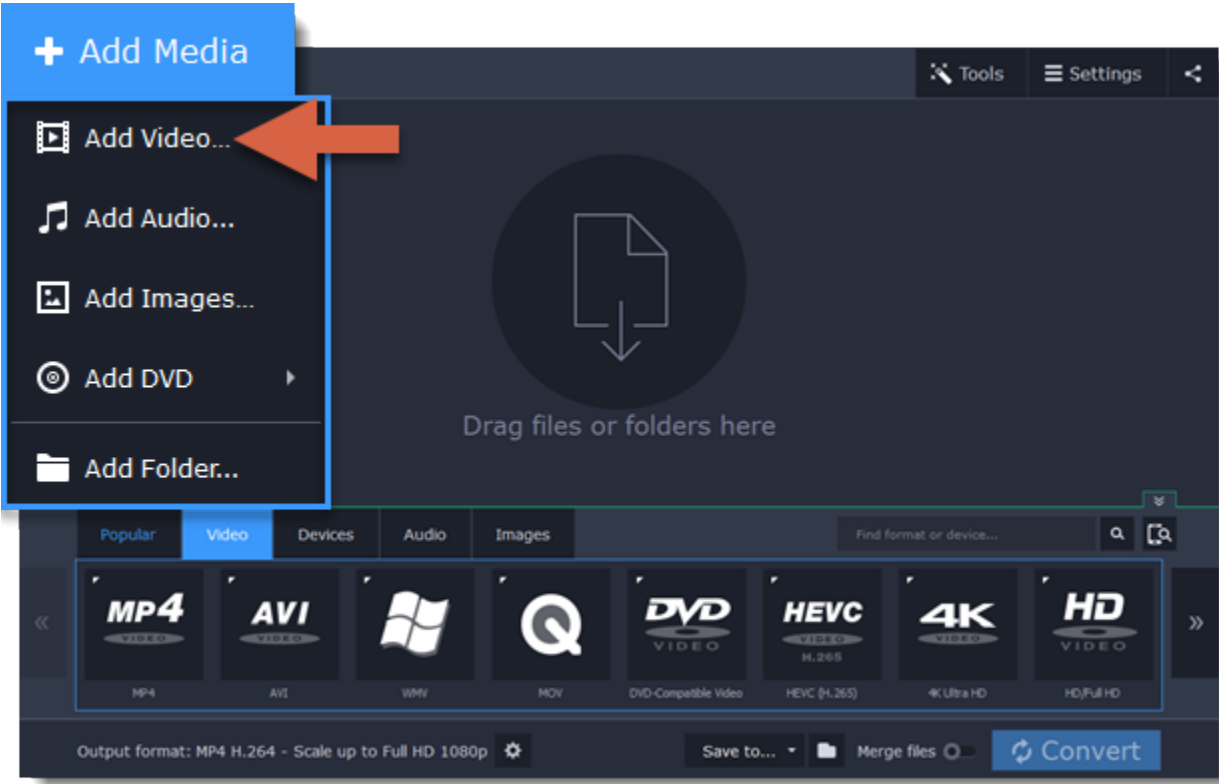 Add Media
Tools
Settings
Add Video...
Add Audio...
Add Images...
Add DVD
Add Folder...
Drag files or folders here
Popular
Video
Devices
Audio
Images
Find format or device...
MP4
VIDEO
AVI
VIDEO
DVD
VIDEO
HEVC
VIDEO
H.265
4K
VIDEO
HD
VIDEO
MP4
AVI
WMV
MOV
DVD-Compatible Video
HEVC (H.265)
4K Ultra HD
HD/Full HD
Output format: MP4 H.264 - Scale up to Full HD 1080p
Save to...
Merge files
Convert